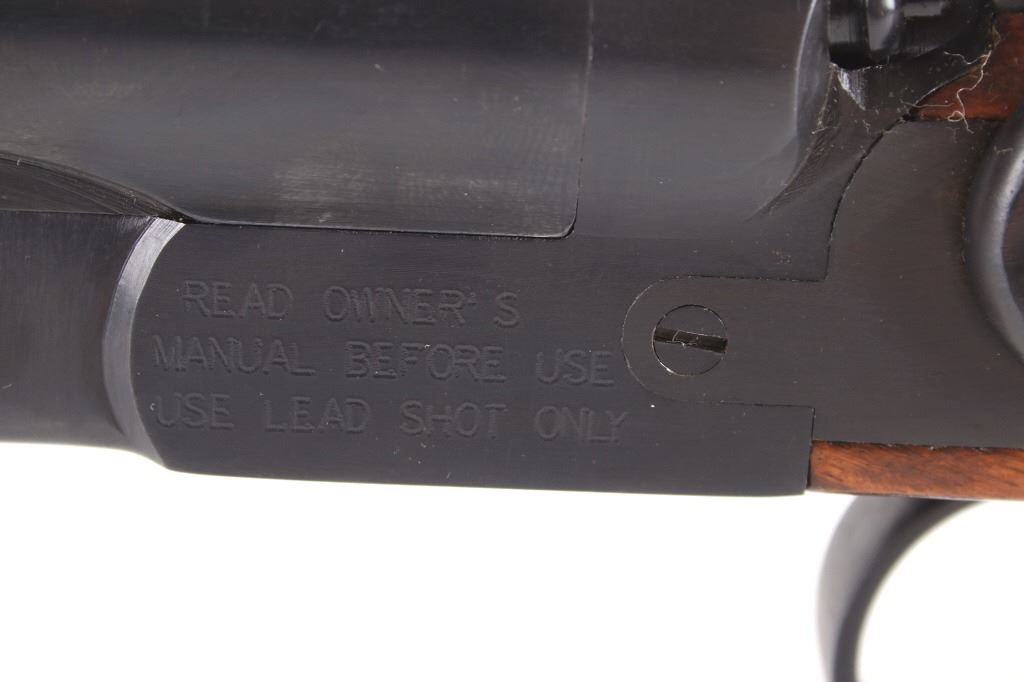 READ OWNER'S
MANUAL BEFORE USE
USE LEAD SHOT ONLY